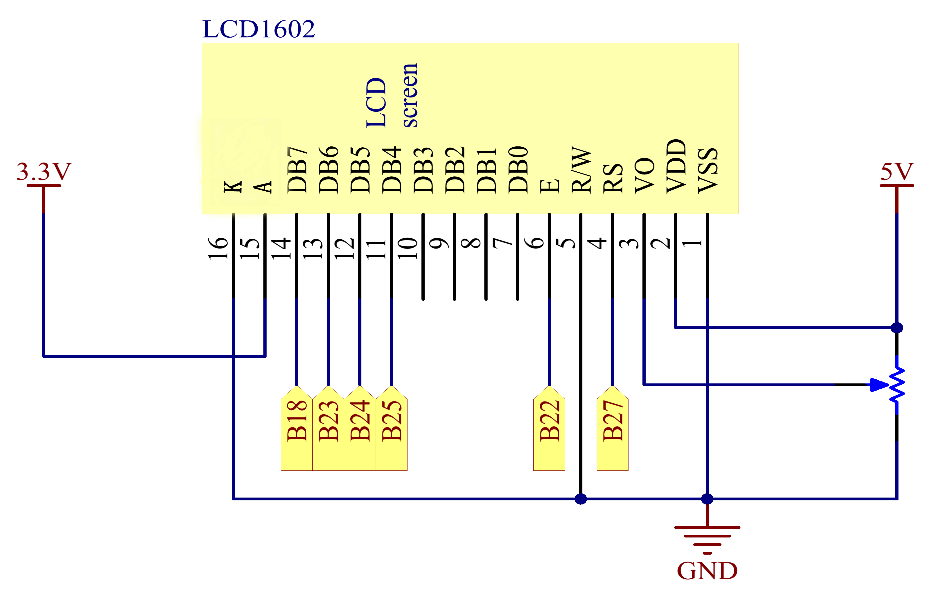 LCD1602
LCD
screen
3.3V
5V
K
A
DB7
DB6
DB5
DB4
DB3
DB2
DB1
DB0
E
R/W
RS
VO
VDD
VSS
16
15
14
13
12
11
10
9
8
7
6
5
4
3
2
1
B18
B23
B24
B25
B22
B27
GND